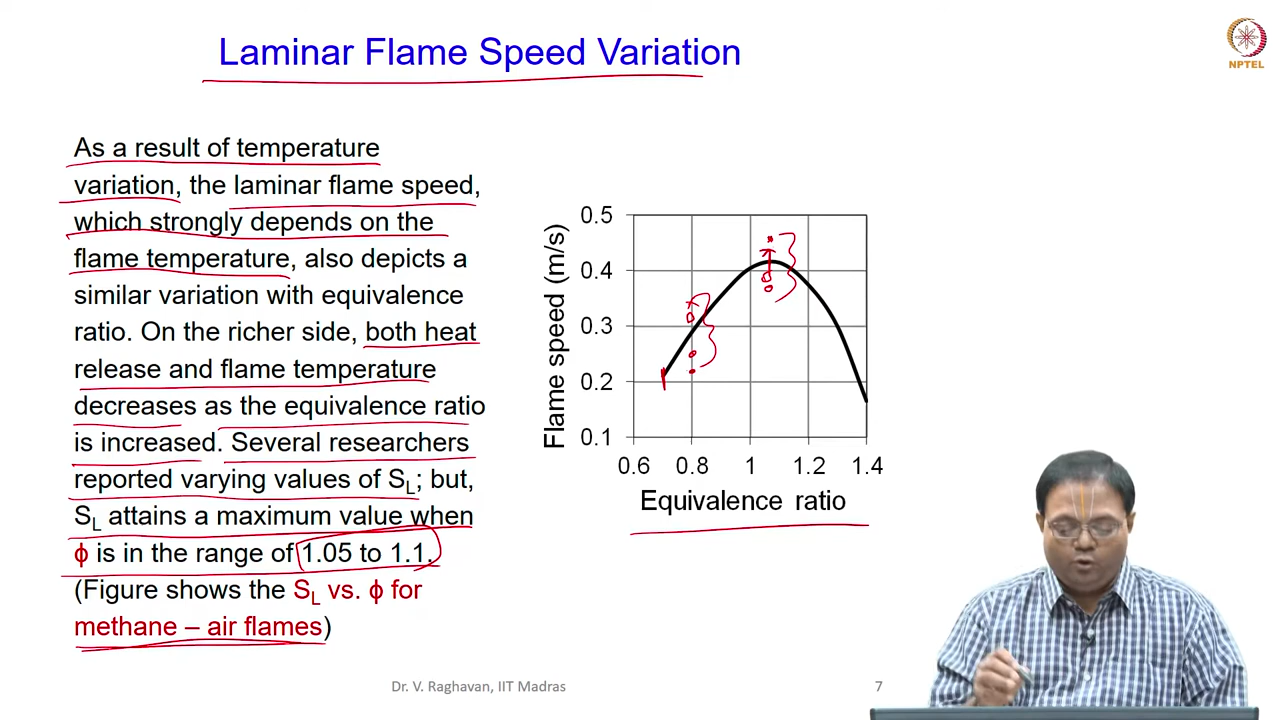 Laminar Flame Speed Variation
NPTEL
As a result of temperature
variation, the laminar flame speed,
which strongly depends on the
flame temperature, also depicts a
similar variation with equivalence
ratio. On the richer side, both heat
release and flame temperature
decreases as the equivalence ratio
is increased. Several researchers
reported varying values of SL; but,
SL attains a maximum value when
ϕ is in the range of 1.05 to 1.1.
(Figure shows the SL vs. ϕ for
methane – air flames)
Flame speed (m/s)
0.5
0.4
0.3
0.2
0.1
0.6 0.8 1 1.2 1.4
Equivalence ratio
Dr. V. Raghavan, IIT Madras
7